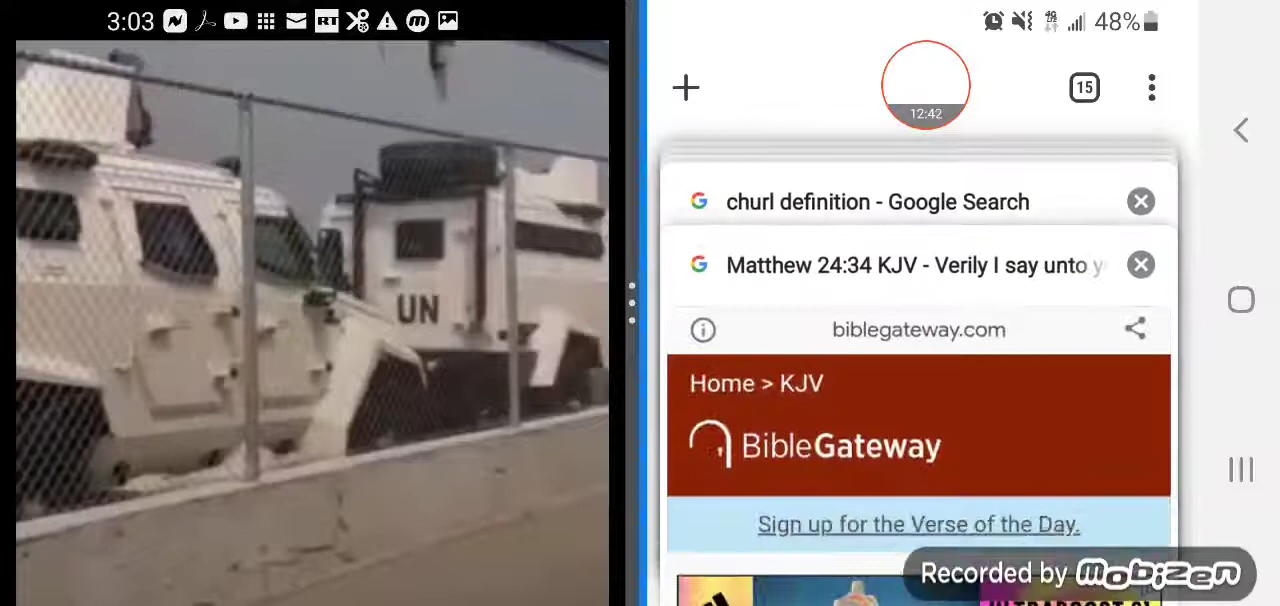 3:03
RT
48%
UN
12:42
15
churl definition - Google Search
Matthew 24:34 KJV - Verily I say unto y
biblegateway.com
Home > KJV
BibleGateway
Sign up for the Verse of the Day.
Recorded by Mobizen